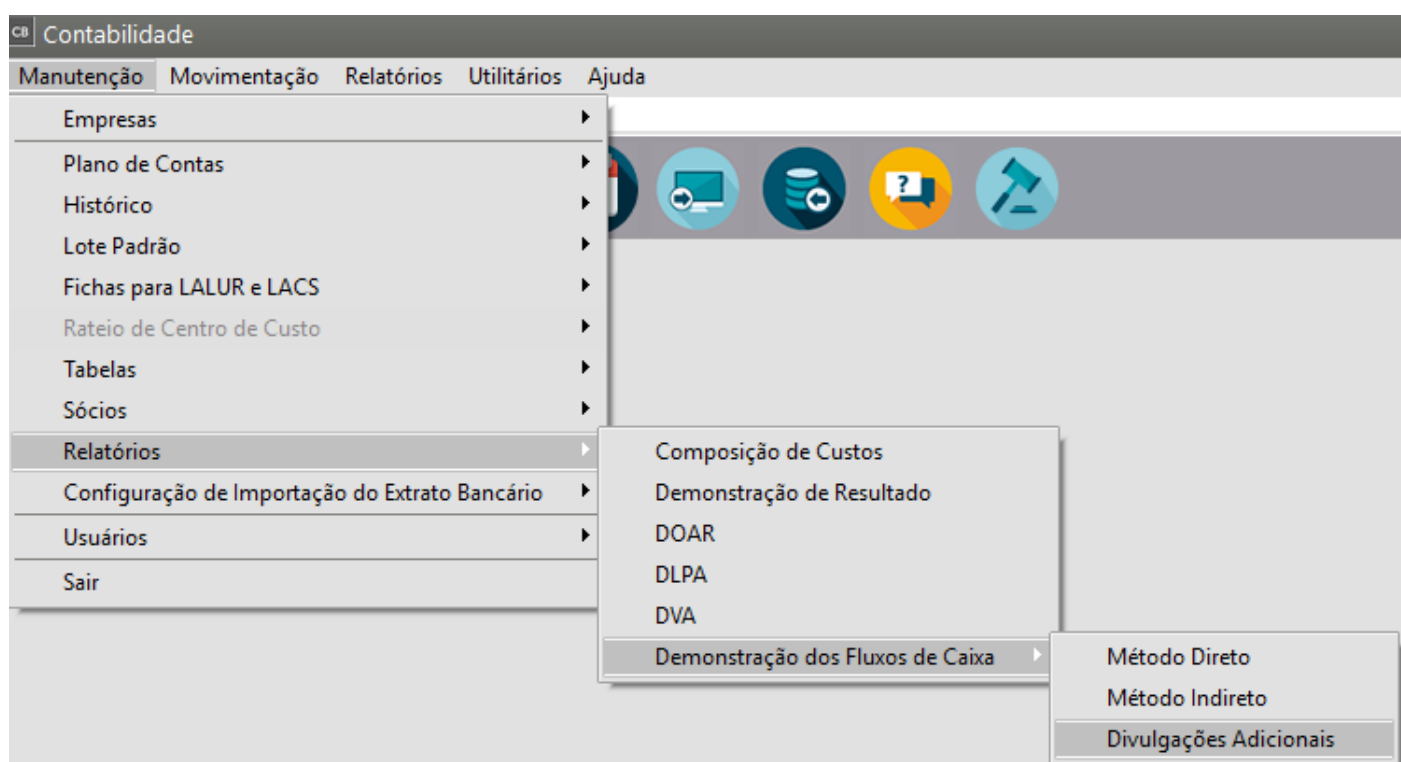 CB Contabilidade
Manutenção Movimentação Relatórios Utilitários Ajuda
Empresas
Plano de Contas
Histórico
Lote Padrão
Fichas para LALUR e LACS
Rateio de Centro de Custo
Tabelas
Sócios
Relatórios
Configuração de Importação do Extrato Bancário
Usuários
Sair
Composição de Custos
Demonstração de Resultado
DOAR
DLPA
DVA
Demonstração dos Fluxos de Caixa
Método Direto
Método Indireto
Divulgações Adicionais
?